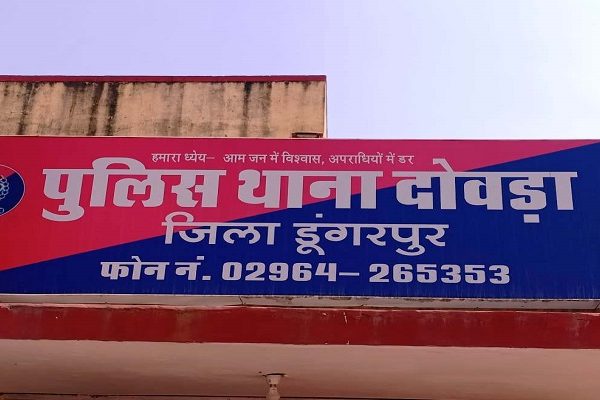 हमारा ध्येय– आम जन में विश्वास, अपराधियों में डर
पुलिस थाना दोवड़ा
जिला डूंगरपुर
फोन नं. 02964– 265353